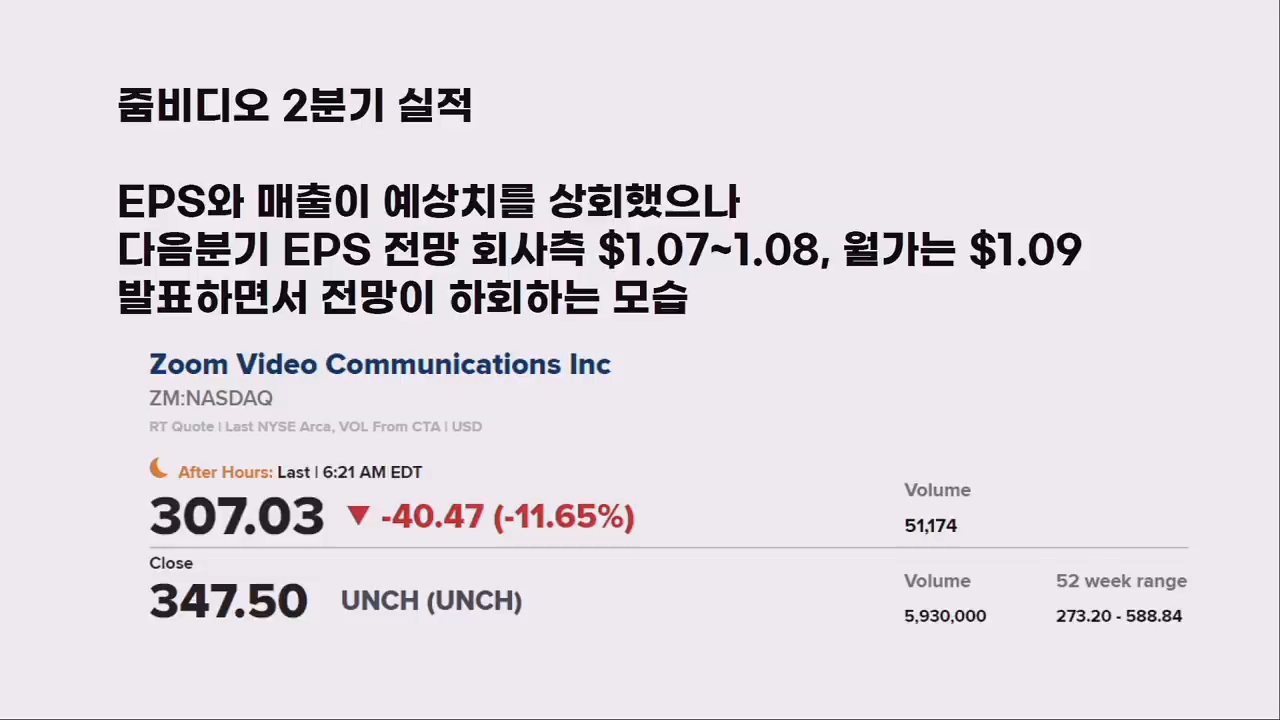 줌비디오 2분기 실적
EPS와 매출이 예상치를 상회했으나
다음분기 EPS 전망 회사측 $1.07~1.08, 월가는 $1.09
발표하면서 전망이 하회하는 모습
Zoom Video Communications Inc
ZM:NASDAQ
RT Quote | Last NYSE Arca, VOL From CTA | USD
After Hours: Last | 6:21 AM EDT
307.03 ▼ -40.47 (-11.65%)
Volume
51,174
Close
347.50 UNCH (UNCH)
Volume 52 week range
5,930,000 273.20 - 588.84